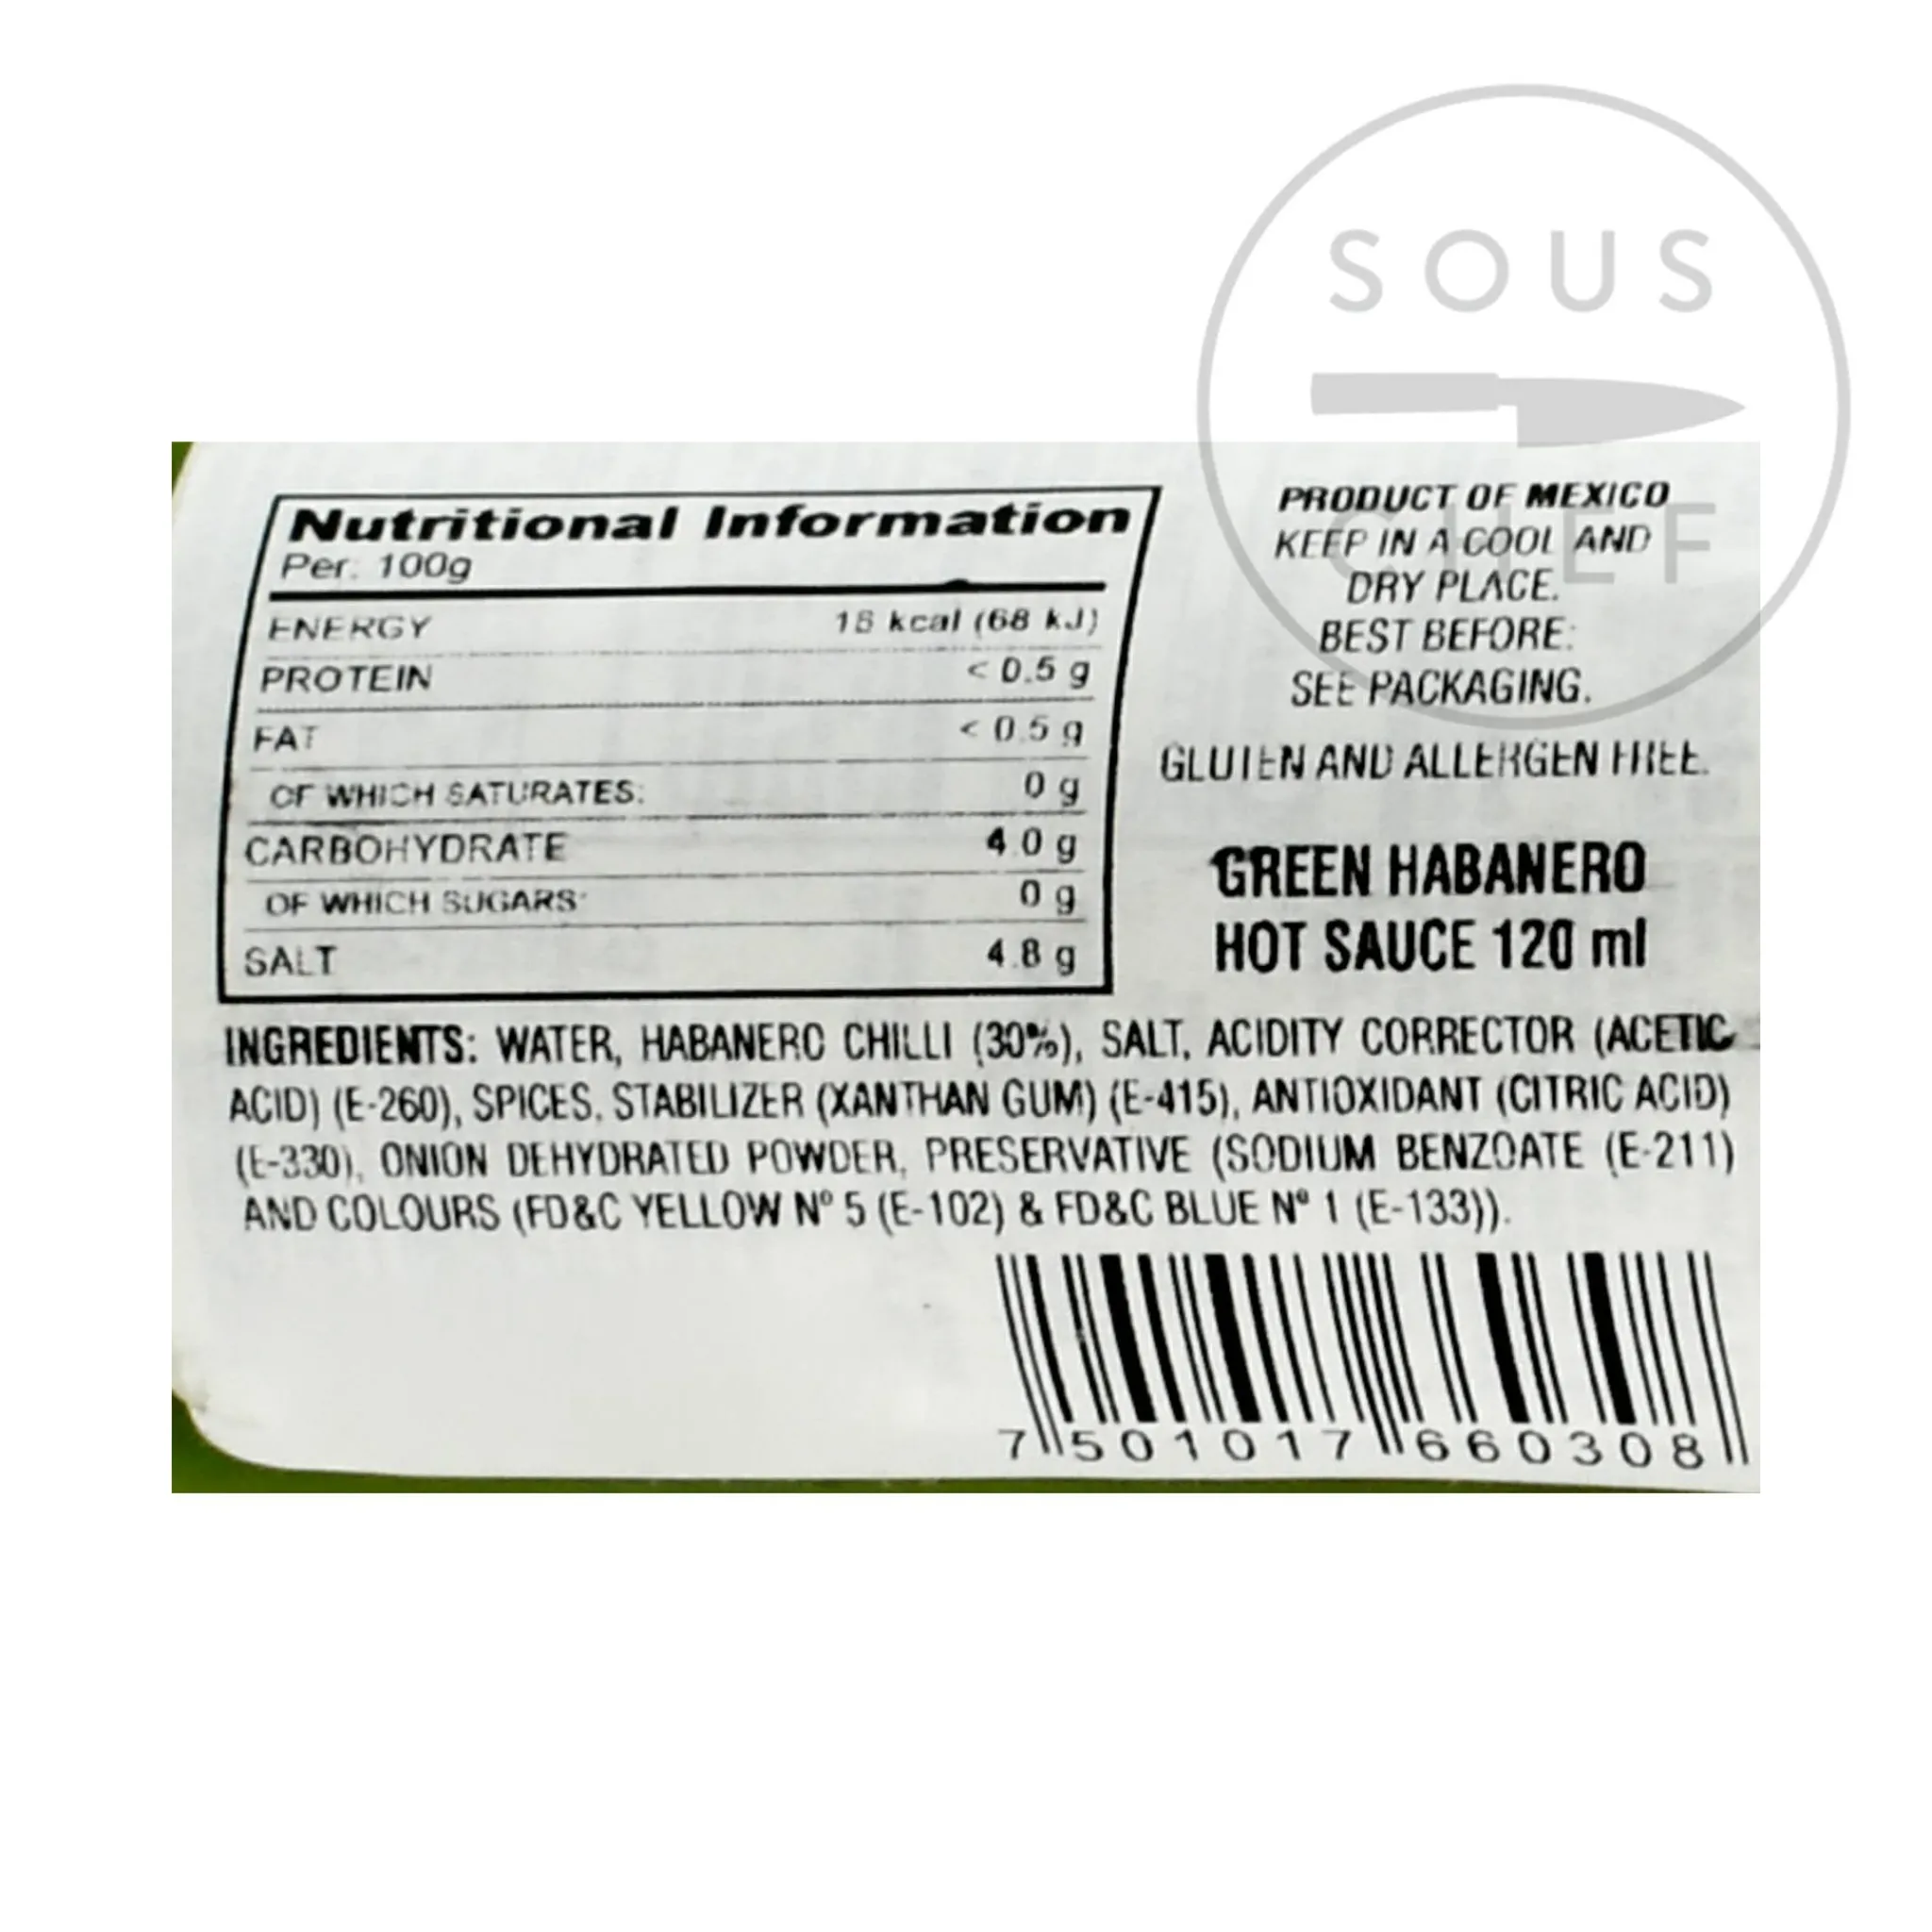 SOUS
CHEF
Nutritional Information
Per: 100g
ENERGY kcal (68 kJ)
PROTEIN < 0.5 g
FAT < 0.5 g
OF WHICH SATURATES: 0 g
CARBOHYDRATE 4.0 g
OF WHICH SUGARS: 0 g
SALT 4.8 g
PRODUCT OF MEXICO
KEEP IN A COOL AND
DRY PLACE.
BEST BEFORE:
SEE PACKAGING.
GLUTEN AND ALLERGEN FREE.
GREEN HABANERO
HOT SAUCE 120 ml
INGREDIENTS: WATER, HABANERO CHILLI (30%), SALT, ACIDITY CORRECTOR (ACETIC
ACID) (E-260), SPICES, STABILIZER (XANTHAN GUM) (E-415), ANTIOXIDANT (CITRIC ACID)
(E-330), ONION DEHYDRATED POWDER, PRESERVATIVE (SODIUM BENZOATE (E-211)
AND COLOURS (FD&C YELLOW Nº 5 (E-102) & FD&C BLUE Nº 1 (E-133)).
7 501017 660308